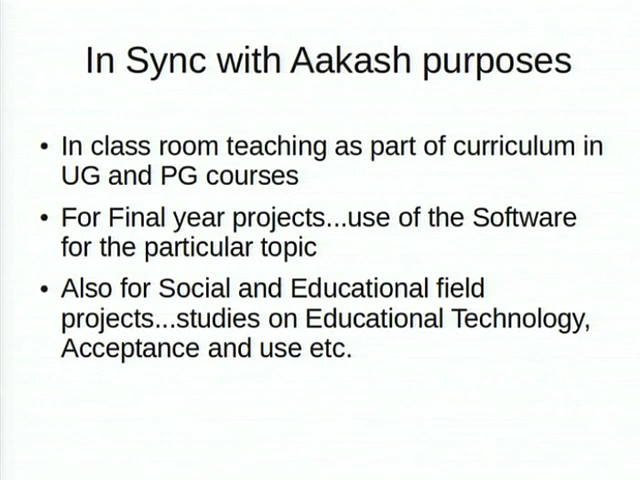 In Sync with Aakash purposes
• In class room teaching as part of curriculum in
UG and PG courses
• For Final year projects...use of the Software
for the particular topic
• Also for Social and Educational field
projects...studies on Educational Technology,
Acceptance and use etc.